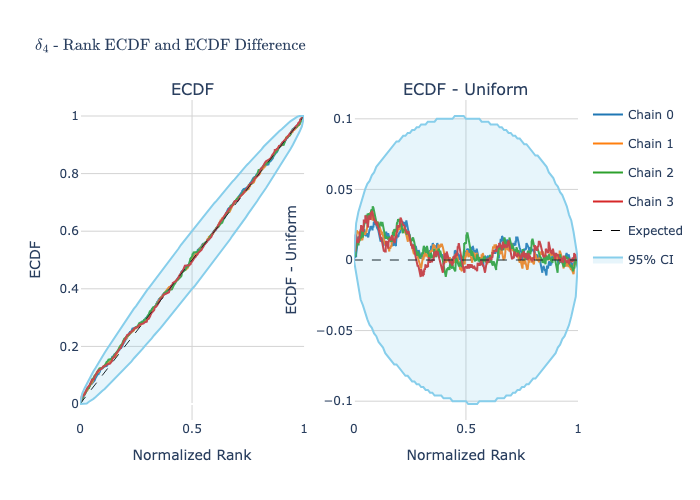 δ₄ - Rank ECDF and ECDF Difference
ECDF
ECDF - Uniform
1
0.8
0.6
0.4
0.2
0
ECDF
0
0.5
1
Normalized Rank
0.1
0.05
0
−0.05
−0.1
ECDF - Uniform
0
0.5
1
Normalized Rank
Chain 0
Chain 1
Chain 2
Chain 3
Expected
95% CI